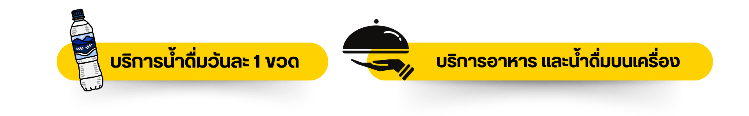 บริการน้ำดื่มวันละ 1 ขวด
บริการอาหาร และน้ำดื่มบนเครื่อง